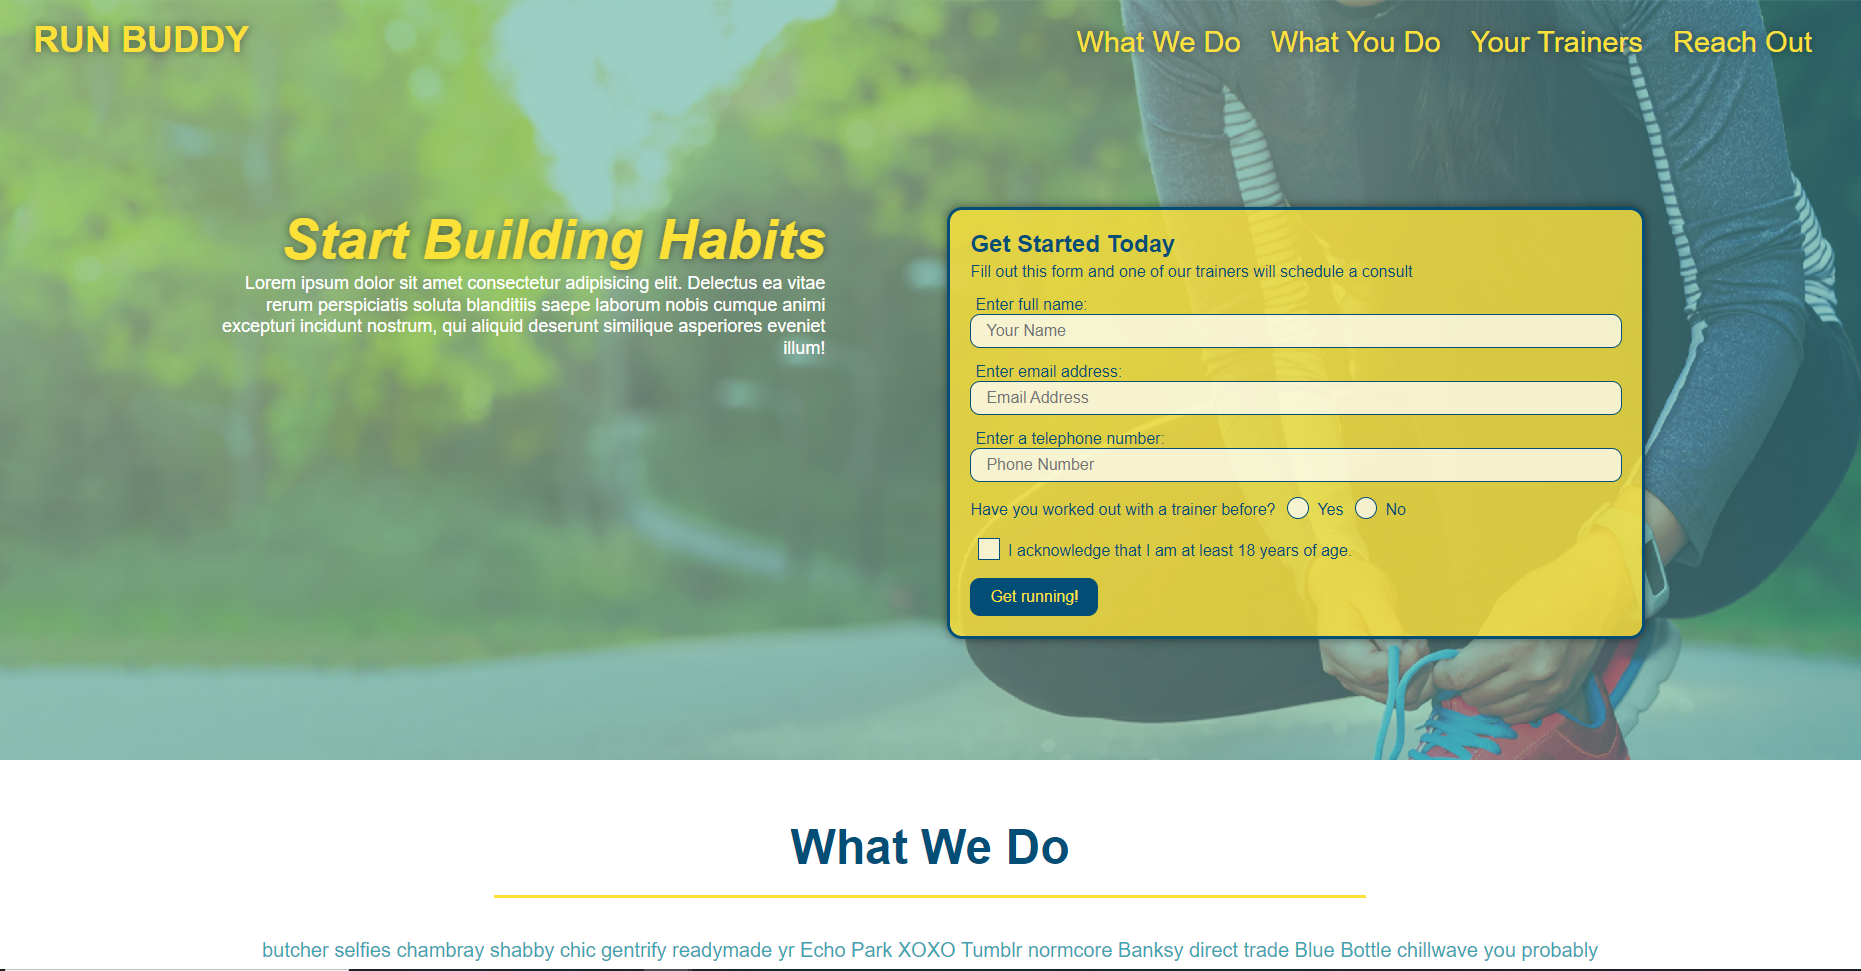 RUN BUDDY
What We Do
What You Do
Your Trainers
Reach Out
Start Building Habits
Lorem ipsum dolor sit amet consectetur adipisicing elit. Delectus ea vitae
rerum perspiciatis soluta blanditiis saepe laborum nobis cumque animi
excepturi incidunt nostrum, qui aliquid deserunt similique asperiores eveniet
illum!
Get Started Today
Fill out this form and one of our trainers will schedule a consult
Enter full name:
Your Name
Enter email address:
Email Address
Enter a telephone number:
Phone Number
Have you worked out with a trainer before? Yes No
I acknowledge that I am at least 18 years of age.
Get running!
What We Do
butcher selfies chambray shabby chic gentrify readymade yr Echo Park XOXO Tumblr normcore Banksy direct trade Blue Bottle chillwave you probably